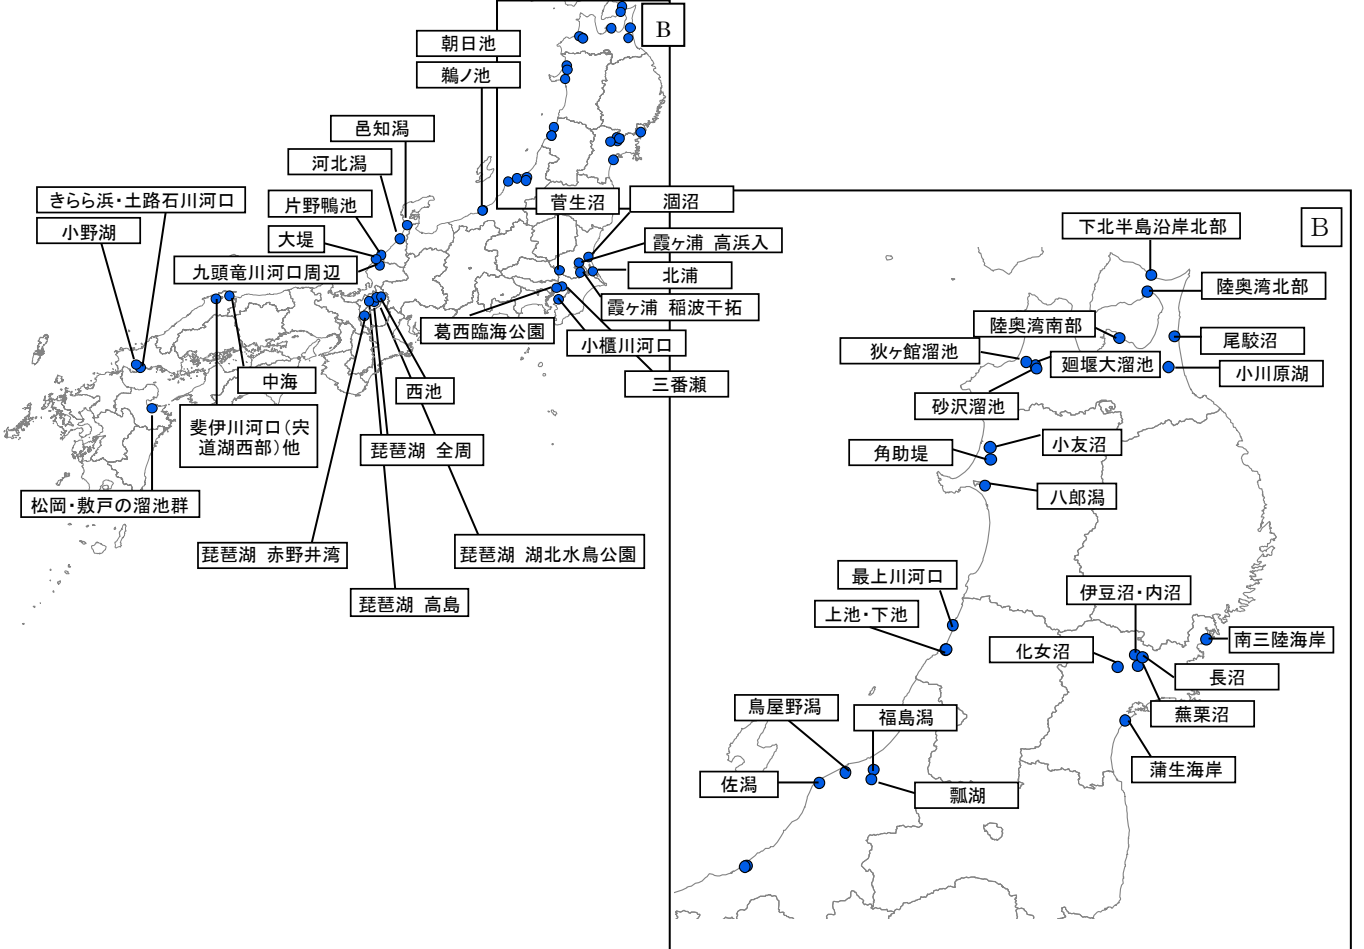 B
朝日池
鵜ノ池
邑知潟
河北潟
片野鴨池
大堤
九頭竜川河口周辺
きらら浜・土路石川河口
小野湖
菅生沼
涸沼
霞ヶ浦 高浜入
北浦
霞ヶ浦 稲波干拓
葛西臨海公園
小櫃川河口
三番瀬
中海
西池
斐伊川河口(宍
道湖西部)他
琵琶湖 全周
松岡・敷戸の溜池群
琵琶湖 赤野井湾
琵琶湖 湖北水鳥公園
琵琶湖 高島
B
下北半島沿岸北部
陸奥湾北部
陸奥湾南部
尾駮沼
狄ヶ館溜池
廻堰大溜池
小川原湖
砂沢溜池
小友沼
角助堤
八郎潟
最上川河口
上池・下池
伊豆沼・内沼
南三陸海岸
化女沼
長沼
蕪栗沼
蒲生海岸
鳥屋野潟
福島潟
佐潟
瓢湖